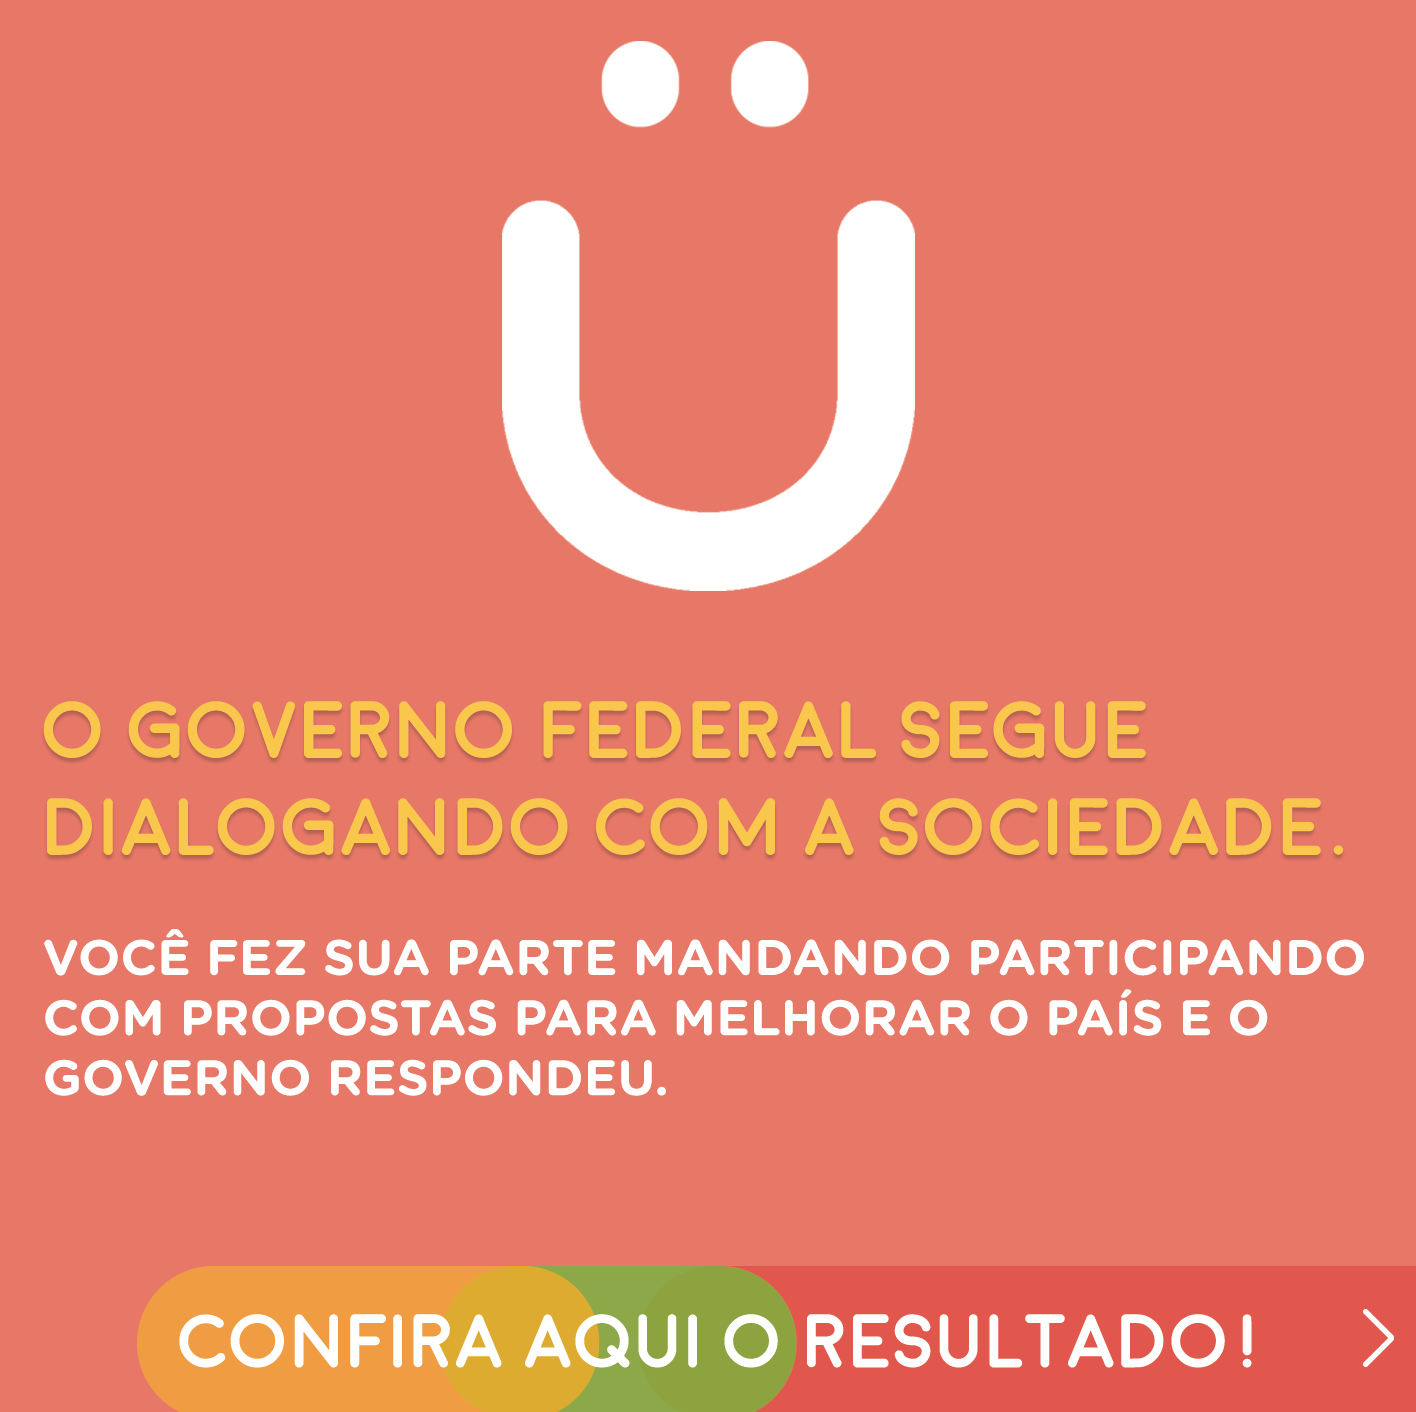 O GOVERNO FEDERAL SEGUE
DIALOGANDO COM A SOCIEDADE.
VOCÊ FEZ SUA PARTE MANDANDO PARTICIPANDO
COM PROPOSTAS PARA MELHORAR O PAÍS E O
GOVERNO RESPONDEU.
CONFIRA AQUI O RESULTADO!